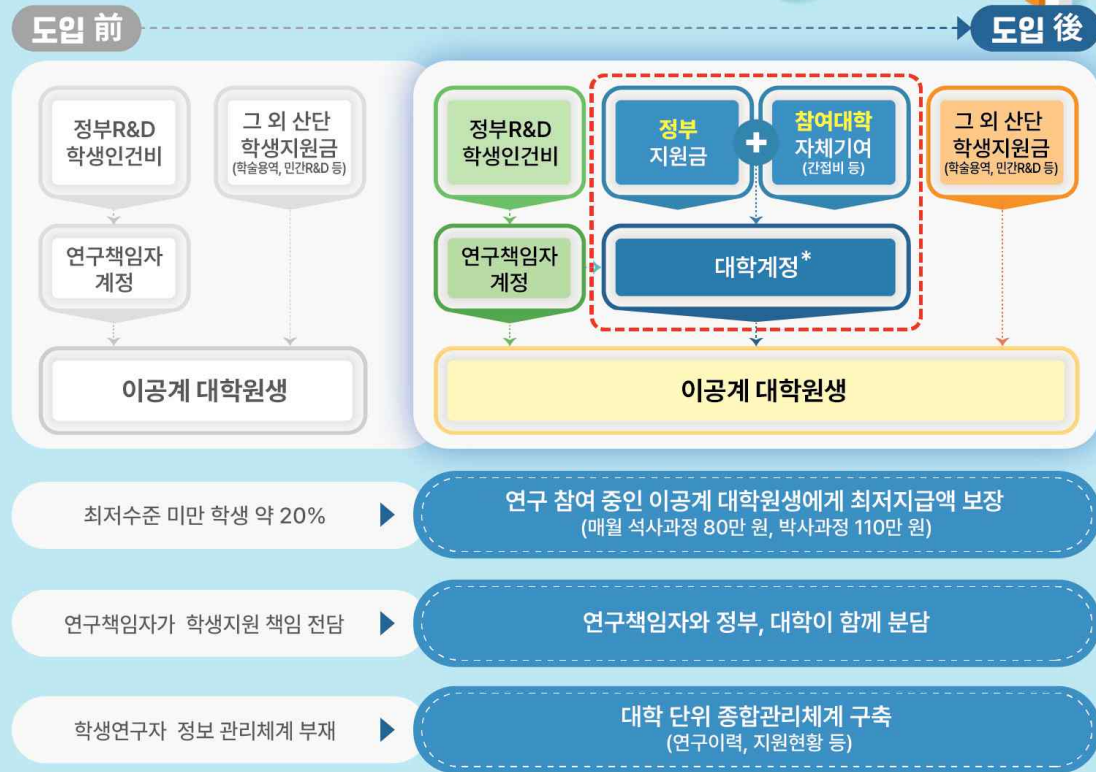 도입 前
도입 後
정부R&D
학생인건비
그 외 산단
학생지원금
(학술용역, 민간R&D 등)
연구책임자
계정
이공계 대학원생
정부R&D
학생인건비
정부
지원금
+
참여대학
자체기여
(간접비 등)
그 외 산단
학생지원금
(학술용역, 민간R&D 등)
연구책임자
계정
대학계정*
이공계 대학원생
최저수준 미만 학생 약 20%
연구 참여 중인 이공계 대학원생에게 최저지급액 보장
(매월 석사과정 80만 원, 박사과정 110만 원)
연구책임자가 학생지원 책임 전담
연구책임자와 정부, 대학이 함께 분담
학생연구자 정보 관리체계 부재
대학 단위 종합관리체계 구축
(연구이력, 지원현황 등)